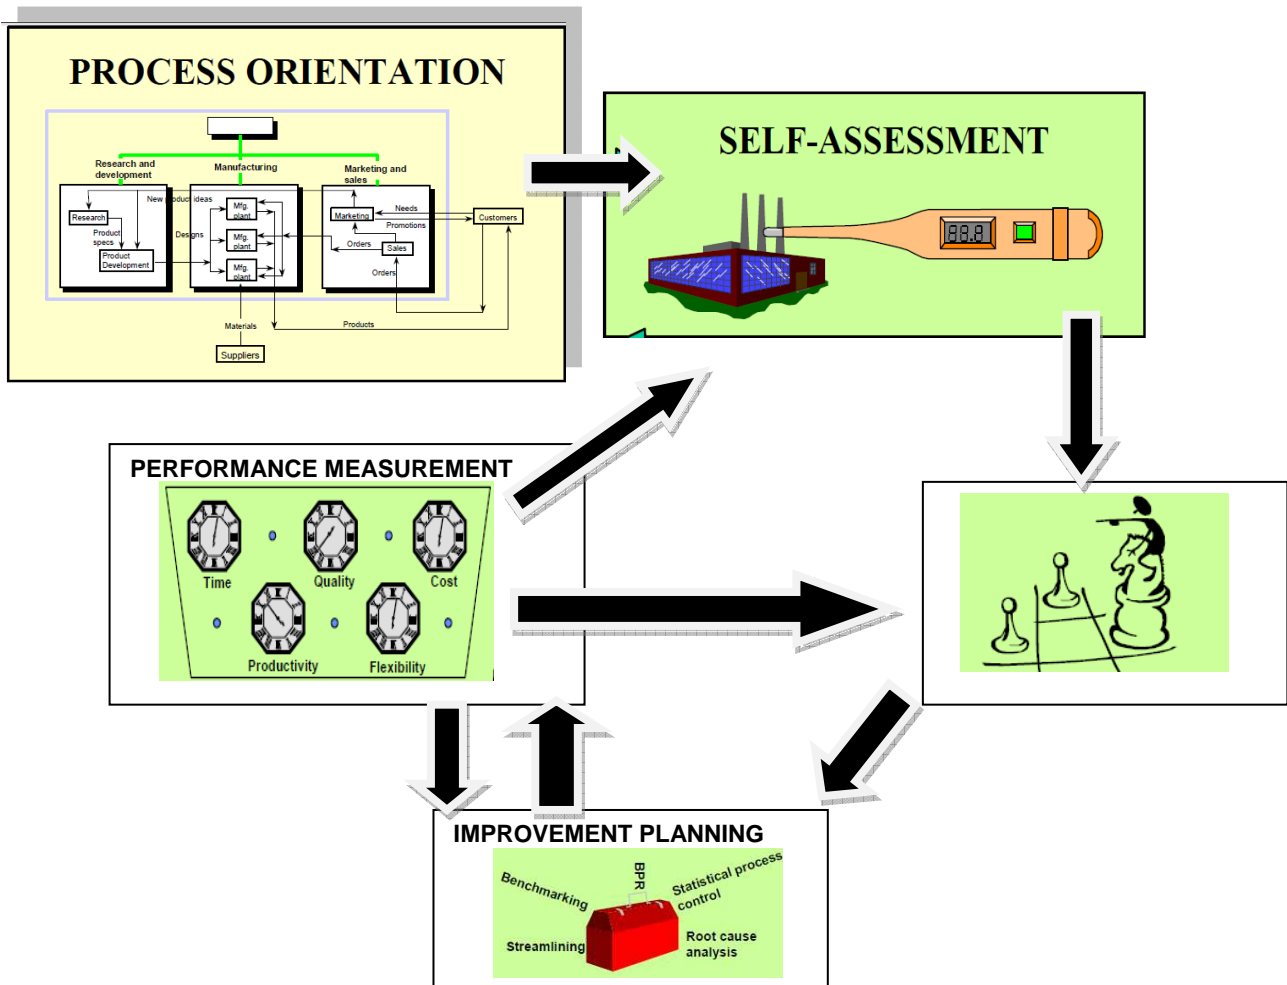 PROCESS ORIENTATION
Research and
development
Manufacturing
Marketing and
sales
New product ideas
Research
Product
specs
Product
Development
Designs
Mfg.
plant
Mfg.
plant
Mfg.
plant
Marketing
Needs
Promotions
Customers
Orders
Sales
Orders
Materials
Products
Suppliers
SELF-ASSESSMENT
88.8
PERFORMANCE MEASUREMENT
Time
Quality
Cost
Productivity
Flexibility
IMPROVEMENT PLANNING
Benchmarking
BPR
Statistical process
control
Streamlining
Root cause
analysis